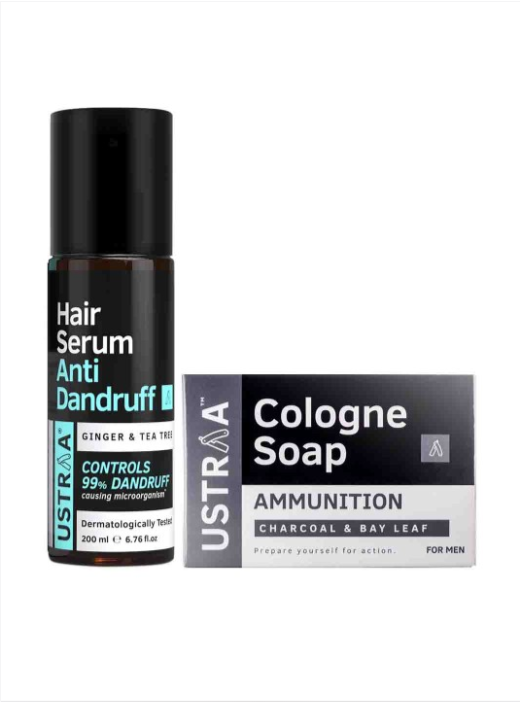 Hair
Serum
Anti
Dandruff
GINGER & TEA TREE
CONTROLS
99% DANDRUFF
causing microorganism*
Dermatologically Tested
200 ml ℮ 6.76 fl.oz
USTRAA®
USTRAA™
Cologne
Soap
AMMUNITION
CHARCOAL & BAY LEAF
Prepare yourself for action.
FOR MEN